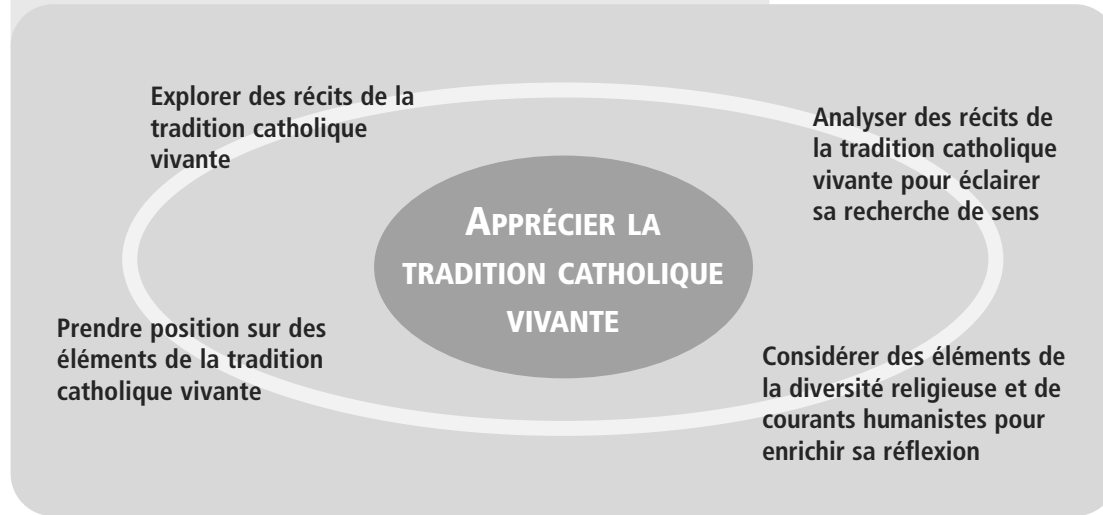 Explorer des récits de la
tradition catholique
vivante
Analyser des récits de
la tradition catholique
vivante pour éclairer
sa recherche de sens
APPRÉCIER LA
TRADITION CATHOLIQUE
VIVANTE
Prendre position sur des
éléments de la tradition
catholique vivante
Considérer des éléments de
la diversité religieuse et de
courants humanistes pour
enrichir sa réflexion